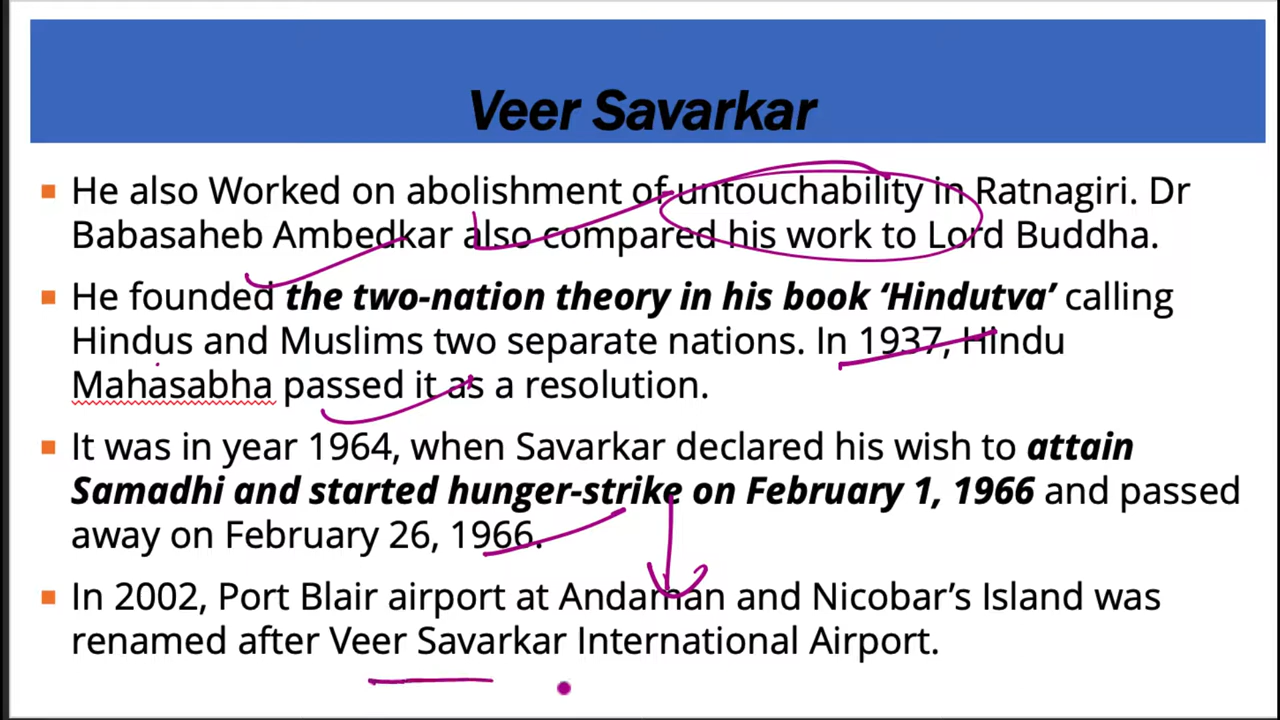 Veer Savarkar
He also Worked on abolishment of untouchability in Ratnagiri. Dr
Babasaheb Ambedkar also compared his work to Lord Buddha.
He founded the two-nation theory in his book ‘Hindutva’ calling
Hindus and Muslims two separate nations. In 1937, Hindu
Mahasabha passed it as a resolution.
It was in year 1964, when Savarkar declared his wish to attain
Samadhi and started hunger-strike on February 1, 1966 and passed
away on February 26, 1966.
In 2002, Port Blair airport at Andaman and Nicobar’s Island was
renamed after Veer Savarkar International Airport.